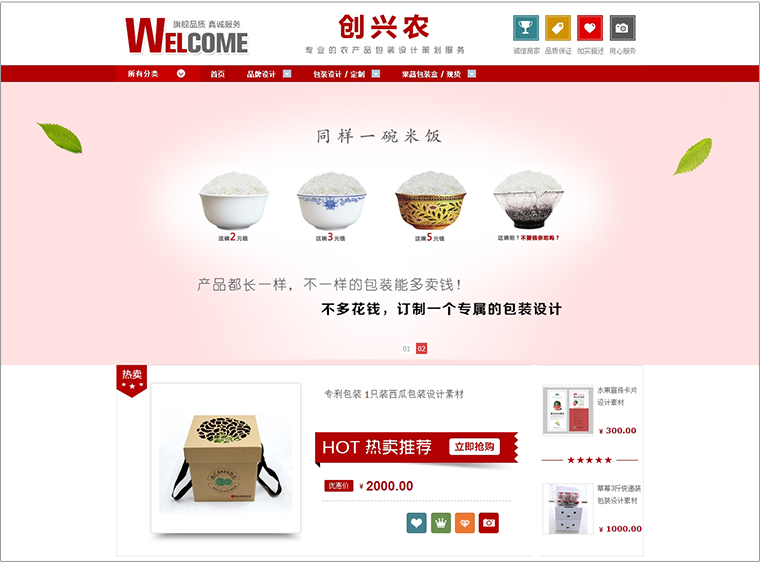 旗舰品质 真诚服务
WELCOME
创兴农
专业的农产品包装设计策划服务
诚信商家 品质保证 如实描述 用心服务
所有分类 首页 品牌设计 包装设计 / 定制 果蔬包装盒 / 现货
同样一碗米饭
这碗2元钱 这碗3元钱 这碗5元钱 这碗呢？不要钱你吃吗？
产品都长一样，不一样的包装能多卖钱！
不多花钱，订制一个专属的包装设计
01 02
热卖
专利包装 1只装西瓜包装设计素材
HOT 热卖推荐 立即抢购
优惠价 ¥ 2000.00
水果宣传卡片
设计素材
¥ 300.00
草莓3斤快递装
包装设计素材
¥ 1000.00